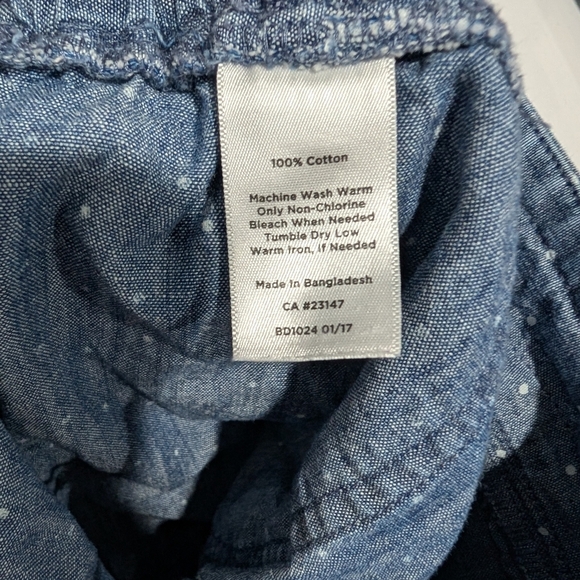 100% Cotton
Machine Wash Warm
Only Non-Chlorine
Bleach When Needed
Tumble Dry Low
Warm Iron, If Needed
Made In Bangladesh
CA #23147
BD1024 01/17